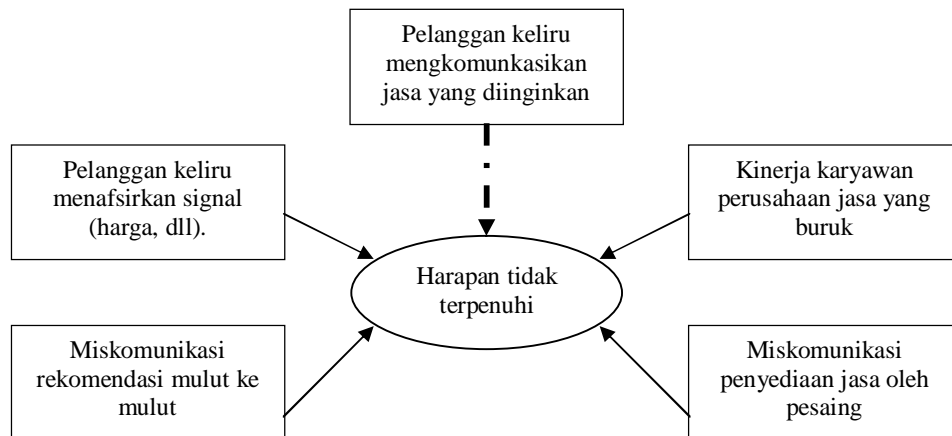 Pelanggan keliru
mengkomunkasikan
jasa yang diinginkan
Pelanggan keliru
menafsirkan signal
(harga, dll).
Kinerja karyawan
perusahaan jasa yang
buruk
Harapan tidak
terpenuhi
Miskomunikasi
rekomendasi mulut ke
mulut
Miskomunikasi
penyediaan jasa oleh
pesaing